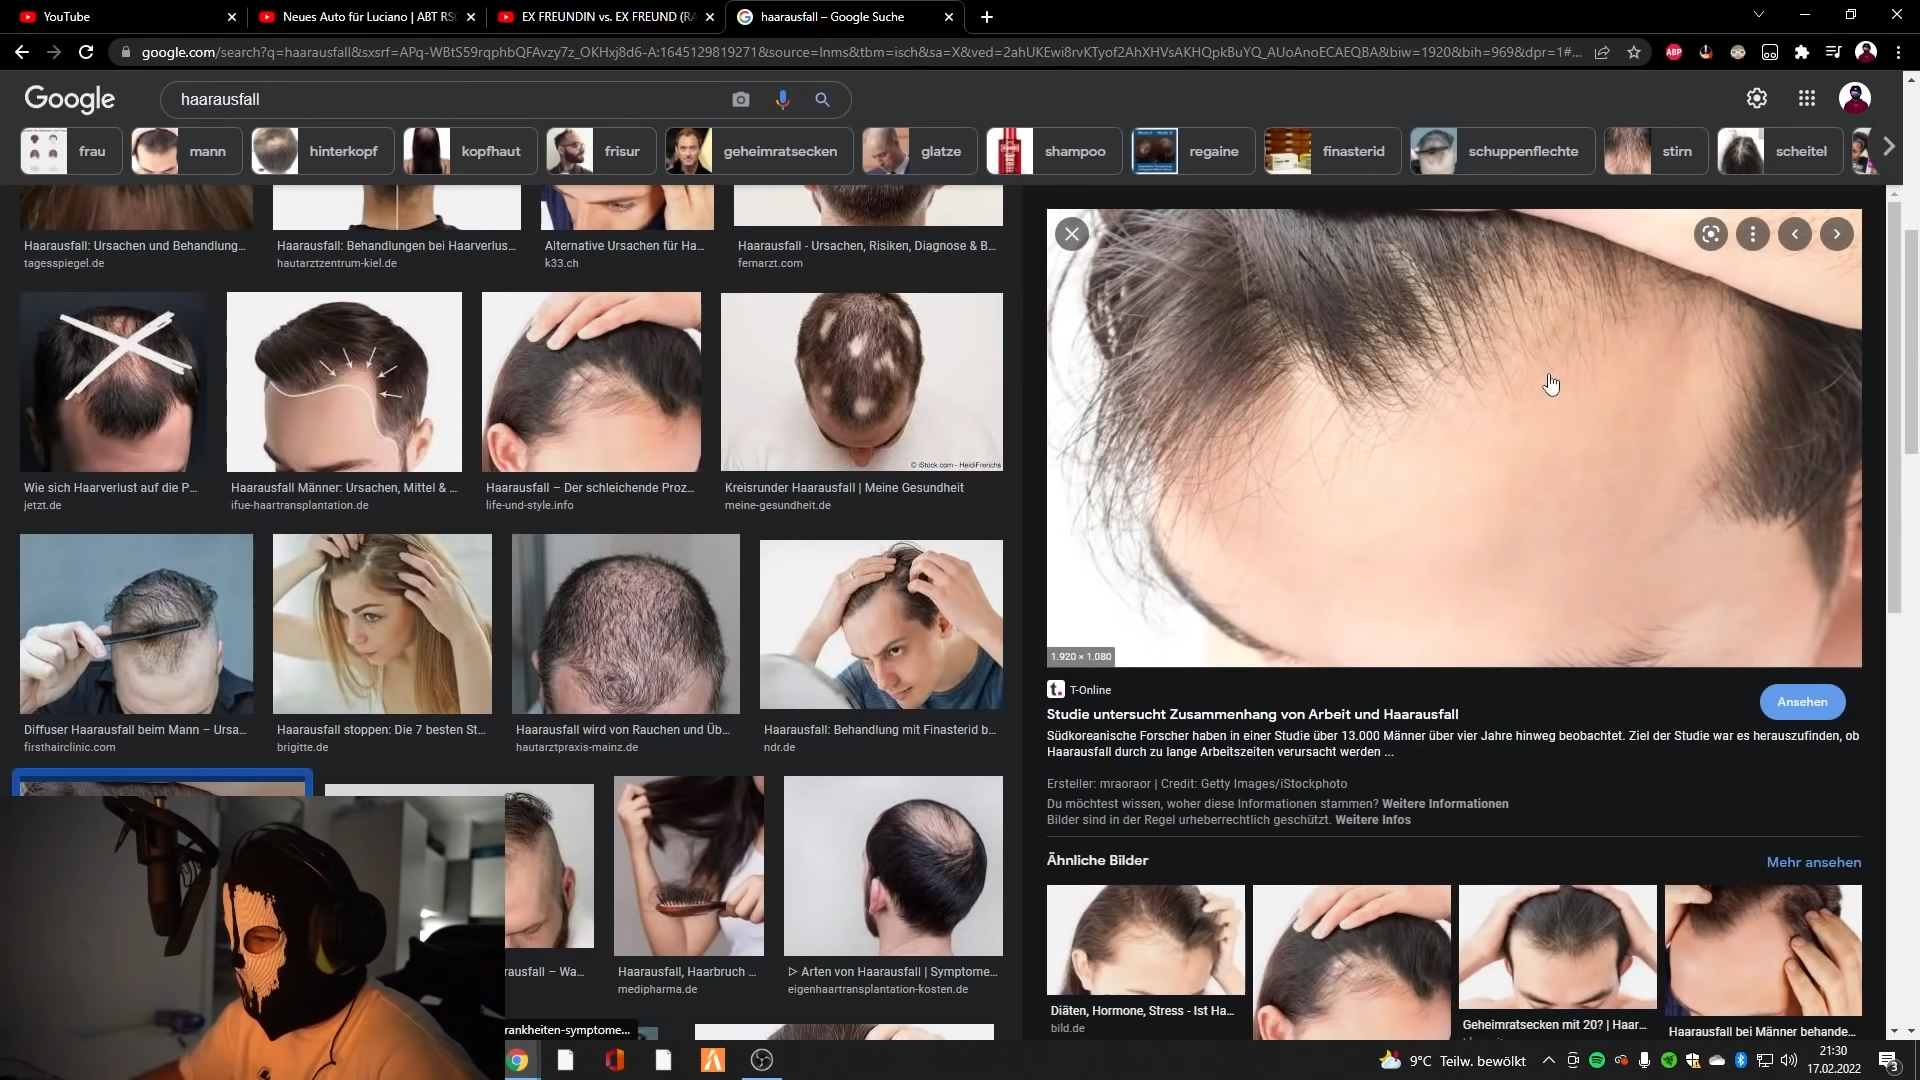 YouTube
Neues Auto für Luciano | ABT RS
EX FREUNDIN vs. EX FREUND (RA
haarausfall – Google Suche
google.com/search?q=haarausfall&sxsrf=APq-WBtS59rqphbQFAvzy7z_OKHxj8d6-A:1645129819271&source=lnms&tbm=isch&sa=X&ved=2ahUKEwi8rvKTyof2AhXHVsAKHQpkBuYQ_AUoAnoECAEQBA&biw=1920&bih=969&dpr=1#...
ABP
Google
haarausfall
frau
mann
hinterkopf
kopfhaut
frisur
geheimratsecken
glatze
shampoo
regaine
finasterid
schuppenflechte
stirn
scheitel
Haarausfall: Ursachen und Behandlung...
tagesspiegel.de
Haarausfall: Behandlungen bei Haarverlus...
hautarztzentrum-kiel.de
Alternative Ursachen für Ha...
k33.ch
Haarausfall - Ursachen, Risiken, Diagnose & B...
fernarzt.com
© iStock.com - HeidiFrerichs
Wie sich Haarverlust auf die P...
jetzt.de
Haarausfall Männer: Ursachen, Mittel & ...
ifue-haartransplantation.de
Haarausfall – Der schleichende Proz...
life-und-style.info
Kreisrunder Haarausfall | Meine Gesundheit
meine-gesundheit.de
Diffuser Haarausfall beim Mann – Ursa...
firsthairclinic.com
Haarausfall stoppen: Die 7 besten St...
brigitte.de
Haarausfall wird von Rauchen und Üb...
hautarztpraxis-mainz.de
Haarausfall: Behandlung mit Finasterid b...
ndr.de
rausfall – Wa...
Haarausfall, Haarbruch ...
medipharma.de
▷ Arten von Haarausfall | Symptome...
eigenhaartransplantation-kosten.de
rankheiten-symptome...
1.920 × 1.080
t. T-Online
Studie untersucht Zusammenhang von Arbeit und Haarausfall
Ansehen
Südkoreanische Forscher haben in einer Studie über 13.000 Männer über vier Jahre hinweg beobachtet. Ziel der Studie war es herauszufinden, ob
Haarausfall durch zu lange Arbeitszeiten verursacht werden ...
Ersteller: mraoraor | Credit: Getty Images/iStockphoto
Du möchtest wissen, woher diese Informationen stammen? Weitere Informationen
Bilder sind in der Regel urheberrechtlich geschützt. Weitere Infos
Ähnliche Bilder
Mehr ansehen
Diäten, Hormone, Stress - Ist Ha...
bild.de
Geheimratsecken mit 20? | Haar...
Haarausfall bei Männer behande...
9°C Teilw. bewölkt
21:30
17.02.2022
3